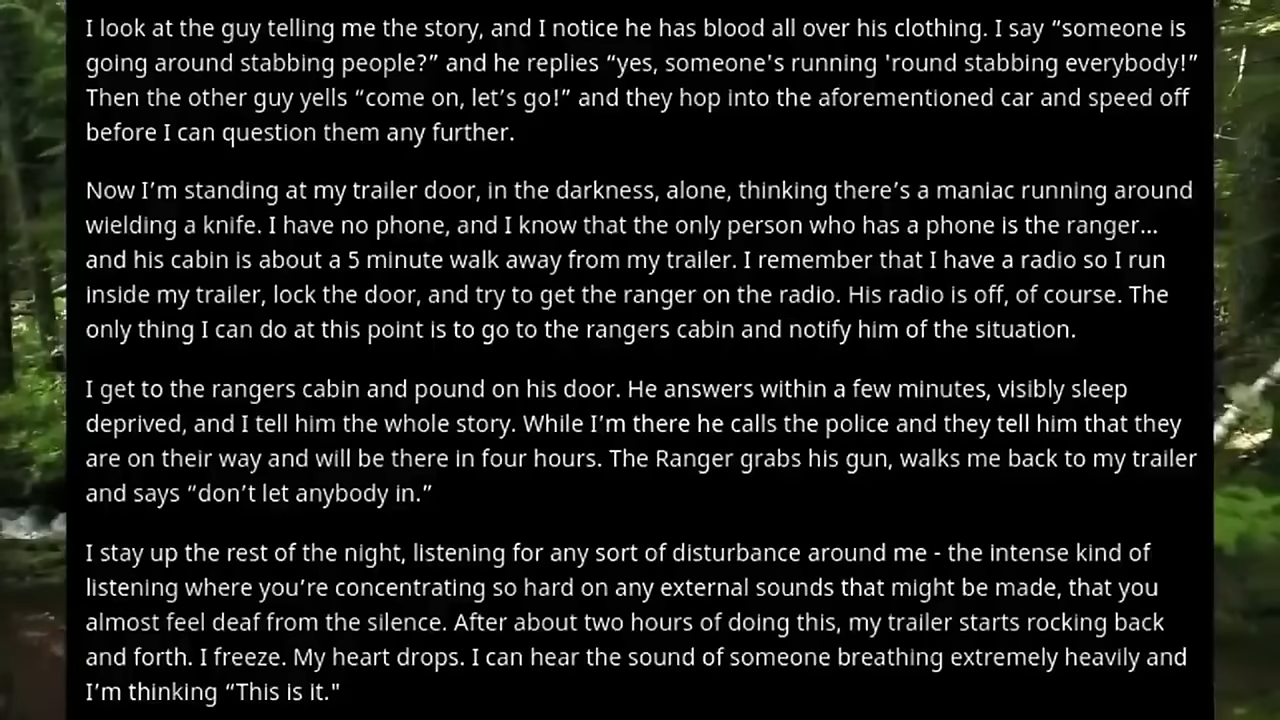 I look at the guy telling me the story, and I notice he has blood all over his clothing. I say “someone is
going around stabbing people?” and he replies “yes, someone's running 'round stabbing everybody!”
Then the other guy yells “come on, let’s go!” and they hop into the aforementioned car and speed off
before I can question them any further.
Now I’m standing at my trailer door, in the darkness, alone, thinking there’s a maniac running around
wielding a knife. I have no phone, and I know that the only person who has a phone is the ranger...
and his cabin is about a 5 minute walk away from my trailer. I remember that I have a radio so I run
inside my trailer, lock the door, and try to get the ranger on the radio. His radio is off, of course. The
only thing I can do at this point is to go to the rangers cabin and notify him of the situation.
I get to the rangers cabin and pound on his door. He answers within a few minutes, visibly sleep
deprived, and I tell him the whole story. While I’m there he calls the police and they tell him that they
are on their way and will be there in four hours. The Ranger grabs his gun, walks me back to my trailer
and says “don’t let anybody in.”
I stay up the rest of the night, listening for any sort of disturbance around me - the intense kind of
listening where you’re concentrating so hard on any external sounds that might be made, that you
almost feel deaf from the silence. After about two hours of doing this, my trailer starts rocking back
and forth. I freeze. My heart drops. I can hear the sound of someone breathing extremely heavily and
I’m thinking “This is it."